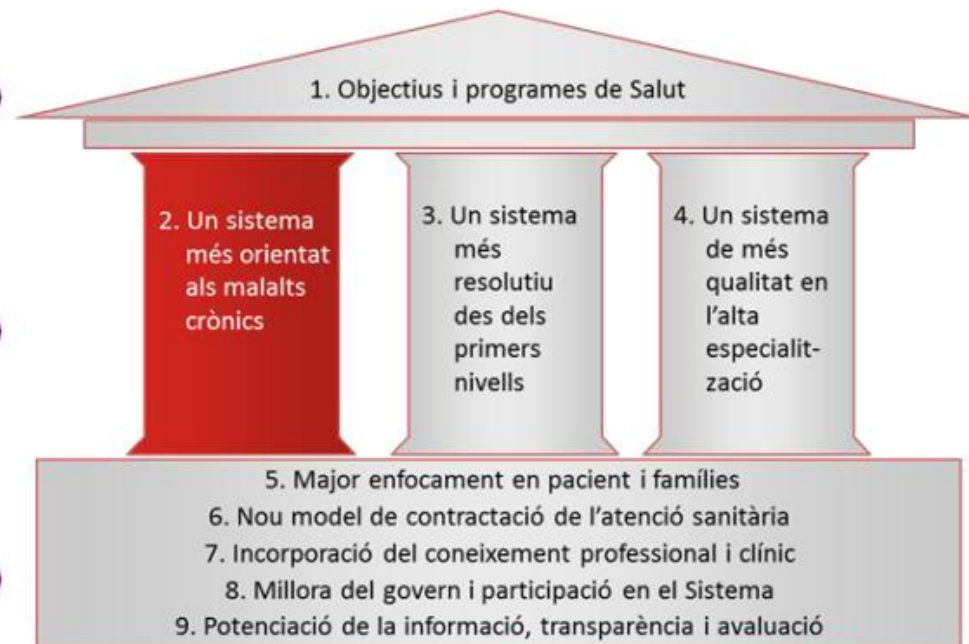 1. Objectius i programes de Salut
2. Un sistema
més orientat
als malalts
crònics
3. Un sistema
més
resolutiu
des dels
primers
nivells
4. Un sistema
de més
qualitat en
l'alta
especialit-
zació
5. Major enfocament en pacient i famílies
6. Nou model de contractació de l'atenció sanitària
7. Incorporació del coneixement professional i clínic
8. Millora del govern i participació en el Sistema
9. Potenciació de la informació, transparència i avaluació